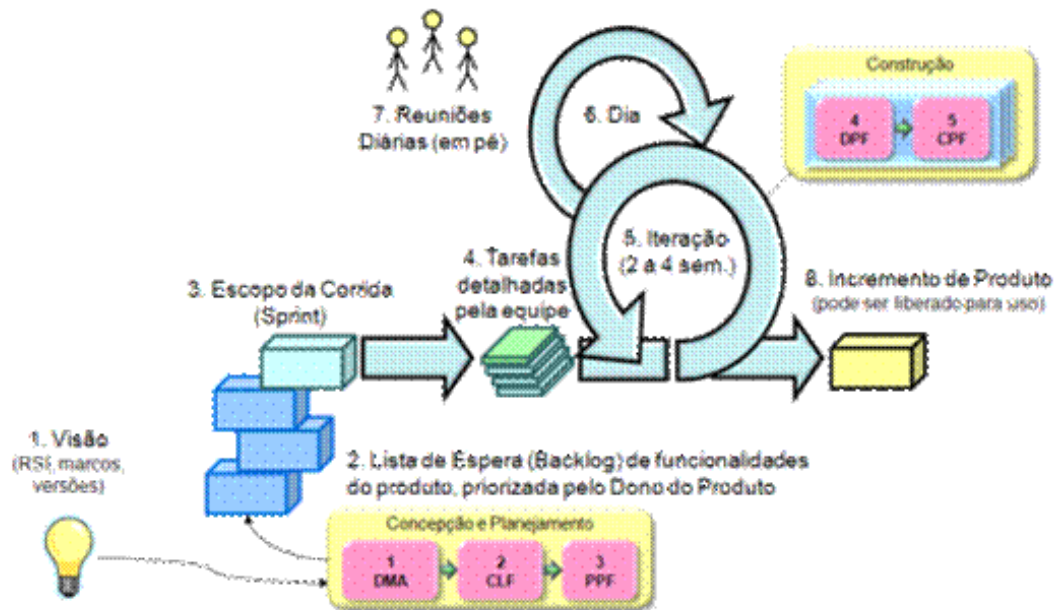 7. Reuniões
Diárias (em pé)
6. Dia
Construção
4
DPF
5
CPF
5. Iteração
(2 a 4 sem.)
4. Tarefas
detalhadas
pela equipe
3. Escopo da Corrida
(Sprint)
8. Incremento de Produto
(pode ser liberado para uso)
1. Visão
(RSI, marcos,
versões)
2. Lista de Espera (Backlog) de funcionalidades
do produto, priorizada pelo Dono do Produto
Concepção e Planejamento
1
DMA
2
CLF
3
PPF